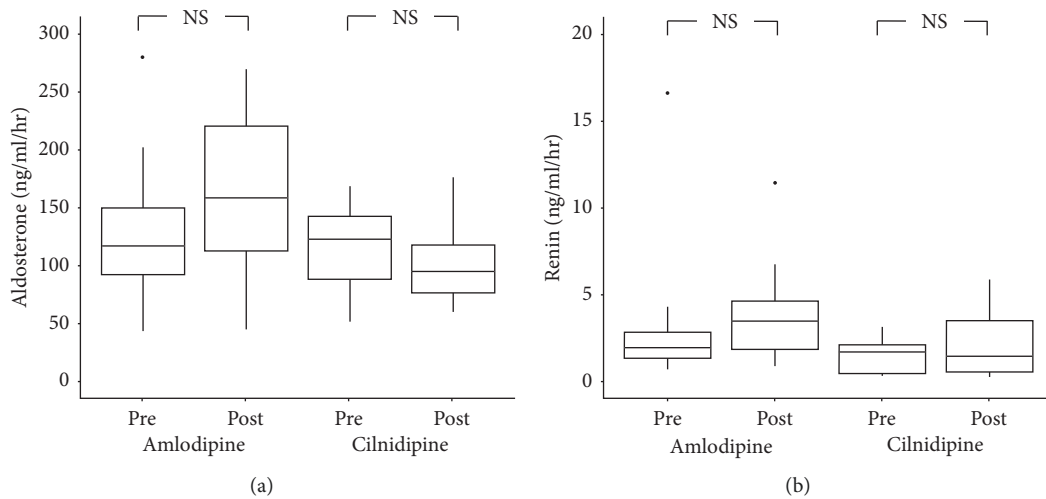 NS NS
300
250
200
150
100
50
0
Aldosterone (ng/ml/hr)
Pre Post Pre Post
Amlodipine Cilnidipine
(a)
NS NS
20
15
10
5
0
Renin (ng/ml/hr)
Pre Post Pre Post
Amlodipine Cilnidipine
(b)